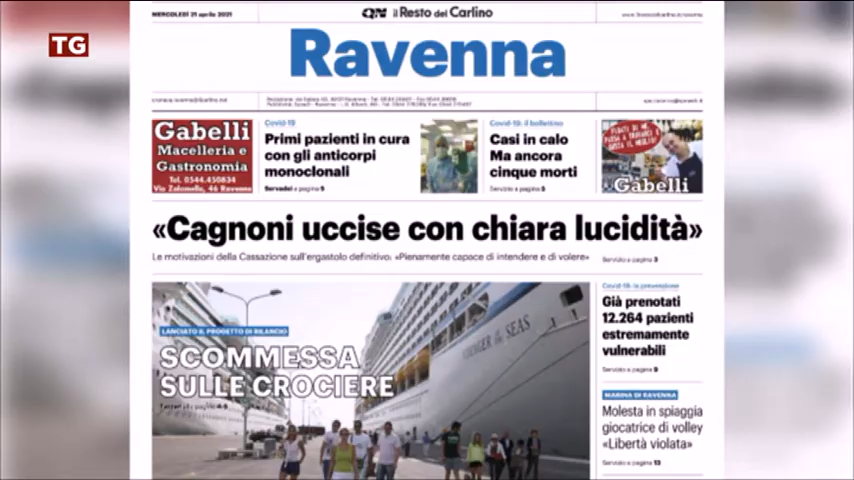 TG
MERCOLEDÌ 21 aprile 2021
QN il Resto del Carlino
Ravenna
Gabelli
Macelleria e
Gastronomia
Tel. 0544.450834
Via Zalamella, 46 Ravenna
Covid-19
Primi pazienti in cura
con gli anticorpi
monoclonali
Servadei a pagina 5
Covid-19: il bollettino
Casi in calo
Ma ancora
cinque morti
Servizio a pagina 5
Gabelli
«Cagnoni uccise con chiara lucidità»
Le motivazioni della Cassazione sull'ergastolo definitivo: «Pienamente capace di intendere e di volere»
Servizio a pagina 3
LANCIATO IL PROGETTO DI RILANCIO
SCOMMESSA
SULLE CROCIERE
OF THE SEAS
Covid-19: la prenotazione
Già prenotati
12.264 pazienti
estremamente
vulnerabili
Servizio a pagina 9
MARINA DI RAVENNA
Molesta in spiaggia
giocatrice di volley
«Libertà violata»
Servizio a pagina 13